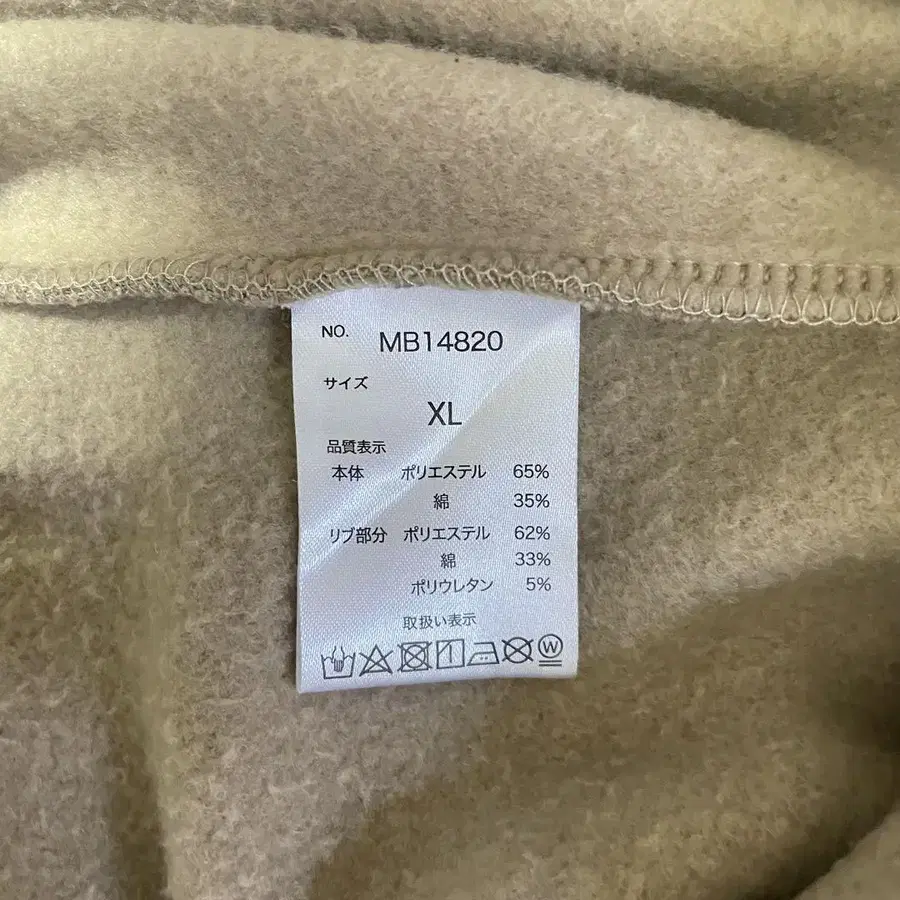 NO. MB14820
サイズ
XL
品質表示
本体 ポリエステル 65%
綿 35%
リブ部分 ポリエステル 62%
綿 33%
ポリウレタン 5%
取扱い表示
W